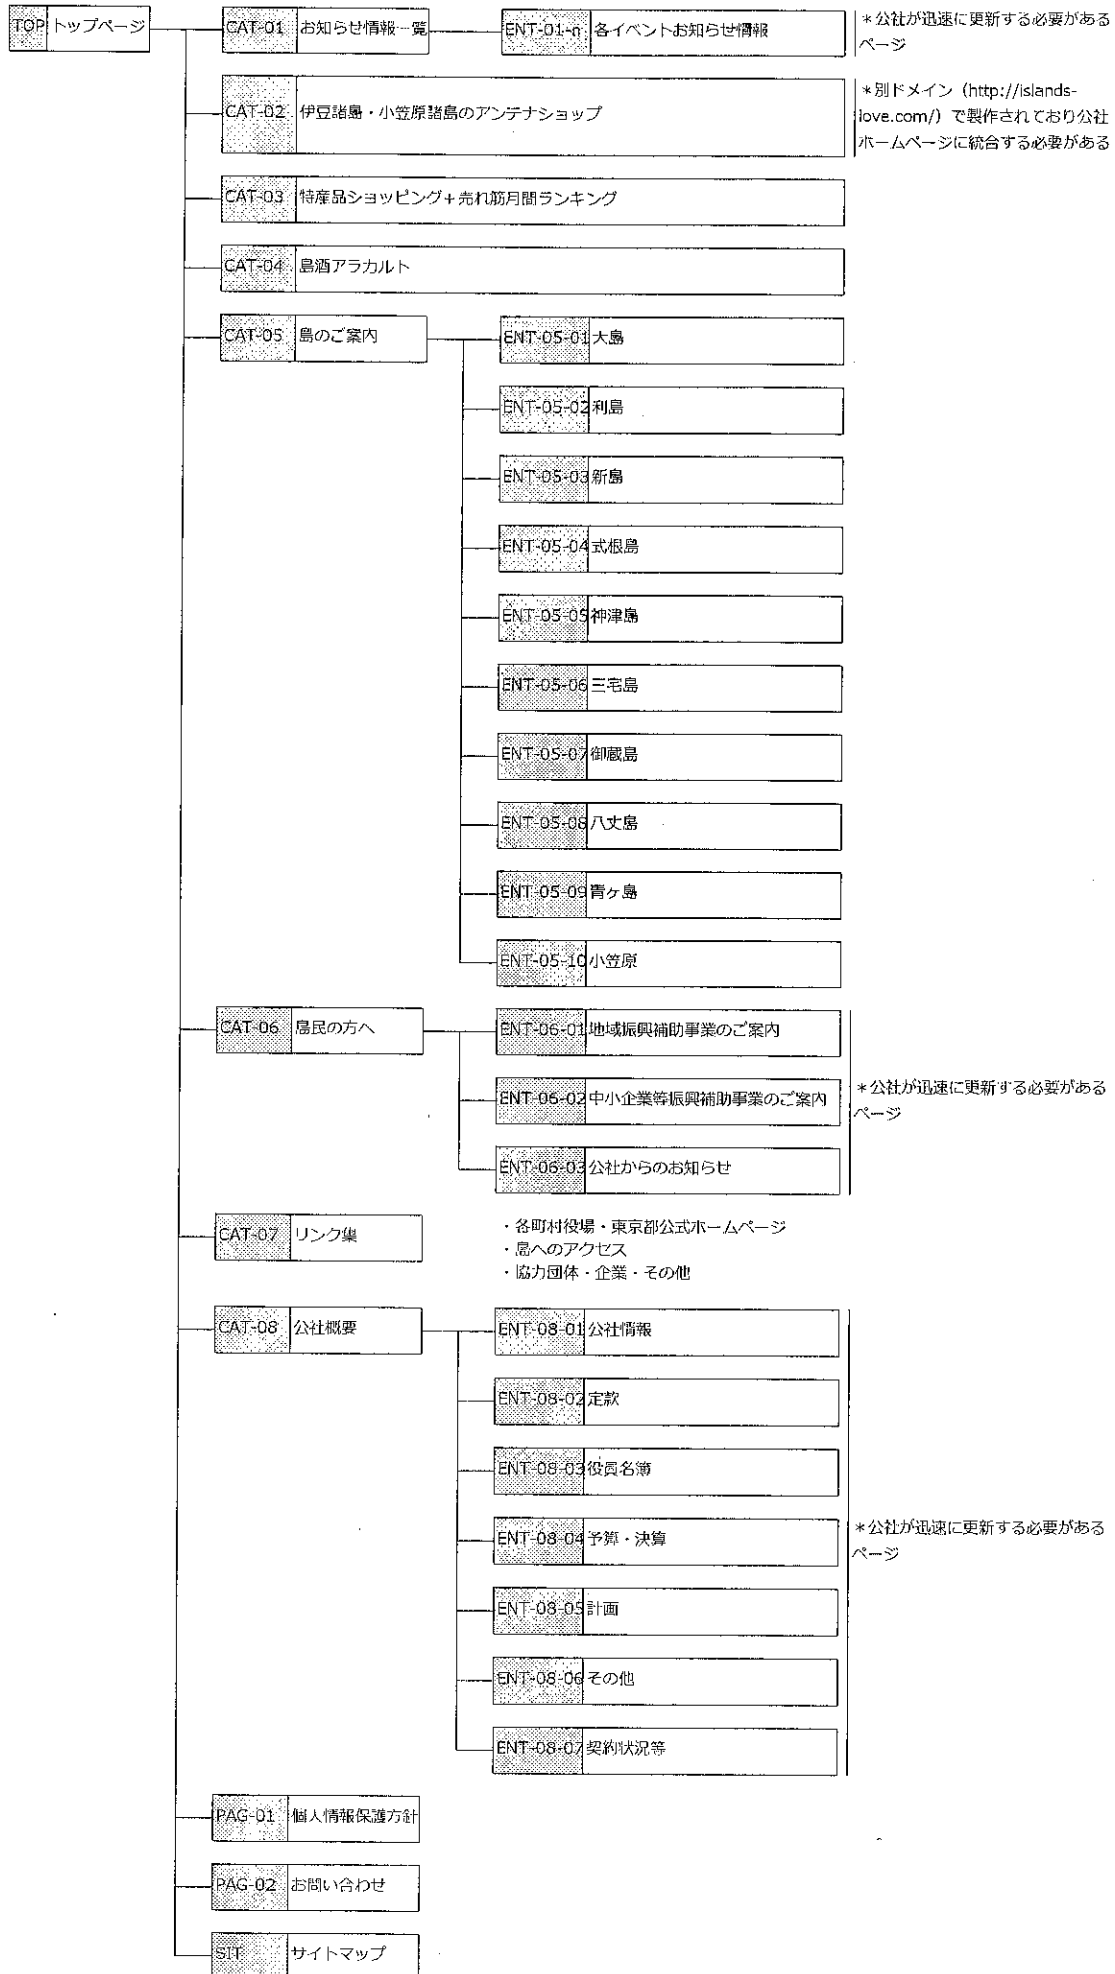 TOP トップページ
CAT-01 お知らせ情報一覧
ENT-01-n 各イベントお知らせ情報
＊公社が迅速に更新する必要がある
ページ
CAT-02 伊豆諸島・小笠原諸島のアンテナショップ
＊別ドメイン（http://islands-
love.com/）で製作されており公社
ホームページに統合する必要がある
CAT-03 特産品ショッピング+売れ筋月間ランキング
CAT-04 島酒アラカルト
CAT-05 島のご案内
ENT-05-01 大島
ENT-05-02 利島
ENT-05-03 新島
ENT-05-04 式根島
ENT-05-05 神津島
ENT-05-06 三宅島
ENT-05-07 御蔵島
ENT-05-08 八丈島
ENT-05-09 青ヶ島
ENT-05-10 小笠原
CAT-06 島民の方へ
ENT-06-01 地域振興補助事業のご案内
ENT-06-02 中小企業等振興補助事業のご案内
＊公社が迅速に更新する必要がある
ページ
ENT-06-03 公社からのお知らせ
CAT-07 リンク集
・各町村役場・東京都公式ホームページ
・島へのアクセス
・協力団体・企業・その他
CAT-08 公社概要
ENT-08-01 公社情報
ENT-08-02 定款
ENT-08-03 役員名簿
ENT-08-04 予算・決算
＊公社が迅速に更新する必要がある
ページ
ENT-08-05 計画
ENT-08-06 その他
ENT-08-07 契約状況等
PAG-01 個人情報保護方針
PAG-02 お問い合わせ
SIT サイトマップ